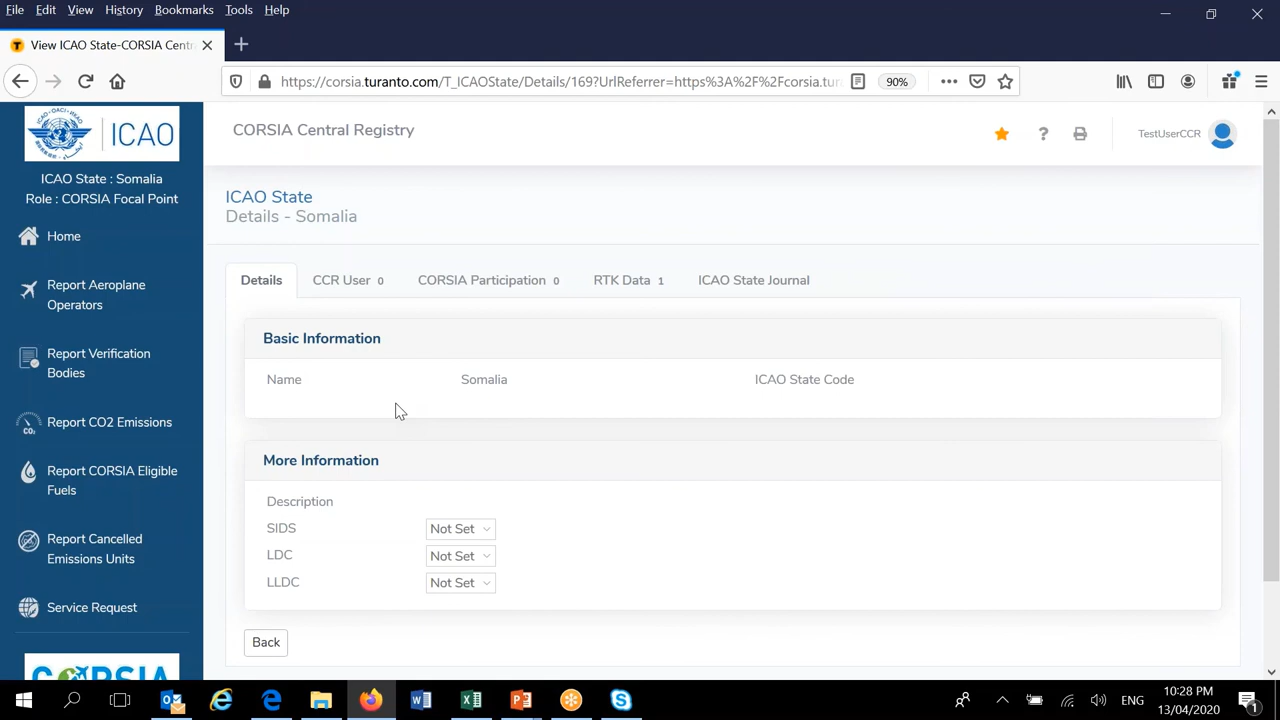 File Edit View History Bookmarks Tools Help
View ICAO State-CORSIA Centr
https://corsia.turanto.com/T_ICAOState/Details/169?UrlReferrer=https%3A%2F%2Fcorsia.tur
90%
ICAO
CORSIA Central Registry
TestUserCCR
ICAO State : Somalia
Role : CORSIA Focal Point
Home
Report Aeroplane
Operators
Report Verification
Bodies
Report CO2 Emissions
Report CORSIA Eligible
Fuels
Report Cancelled
Emissions Units
Service Request
CORSIA
ICAO State
Details - Somalia
Details CCR User 0 CORSIA Participation 0 RTK Data 1 ICAO State Journal
Basic Information
Name Somalia ICAO State Code
More Information
Description
SIDS Not Set
LDC Not Set
LLDC Not Set
Back
ENG
10:28 PM
13/04/2020
1